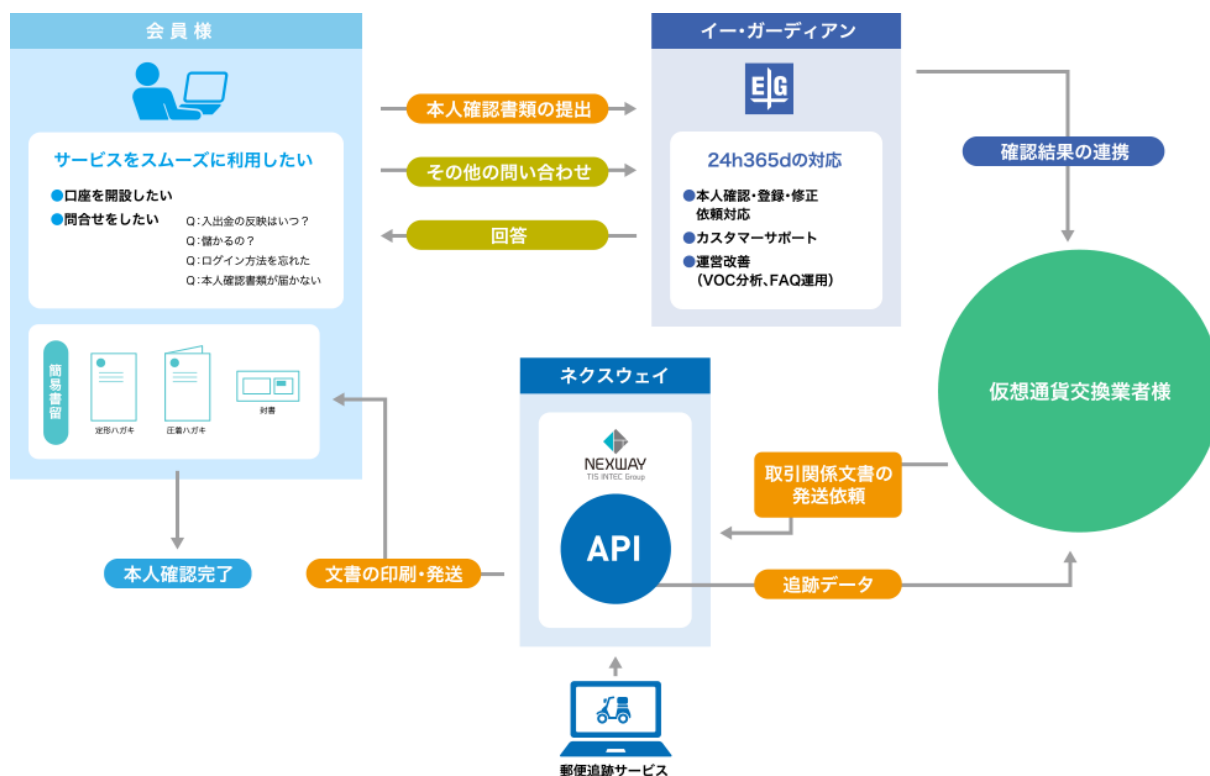 会員様
サービスをスムーズに利用したい
●口座を開設したい
●問合せをしたい
Q:入出金の反映はいつ?
Q:儲かるの?
Q:ログイン方法を忘れた
Q:本人確認書類が届かない
簡易書留
定形ハガキ
圧着ハガキ
封書
本人確認完了
本人確認書類の提出
その他の問い合わせ
回答
イー・ガーディアン
EG
24h365dの対応
●本人確認・登録・修正
依頼対応
●カスタマーサポート
●運営改善
(VOC分析、FAQ運用)
確認結果の連携
仮想通貨交換業者様
取引関係文書の
発送依頼
ネクスウェイ
NEXWAY
TIS INTEC Group
API
文書の印刷・発送
追跡データ
郵便追跡サービス